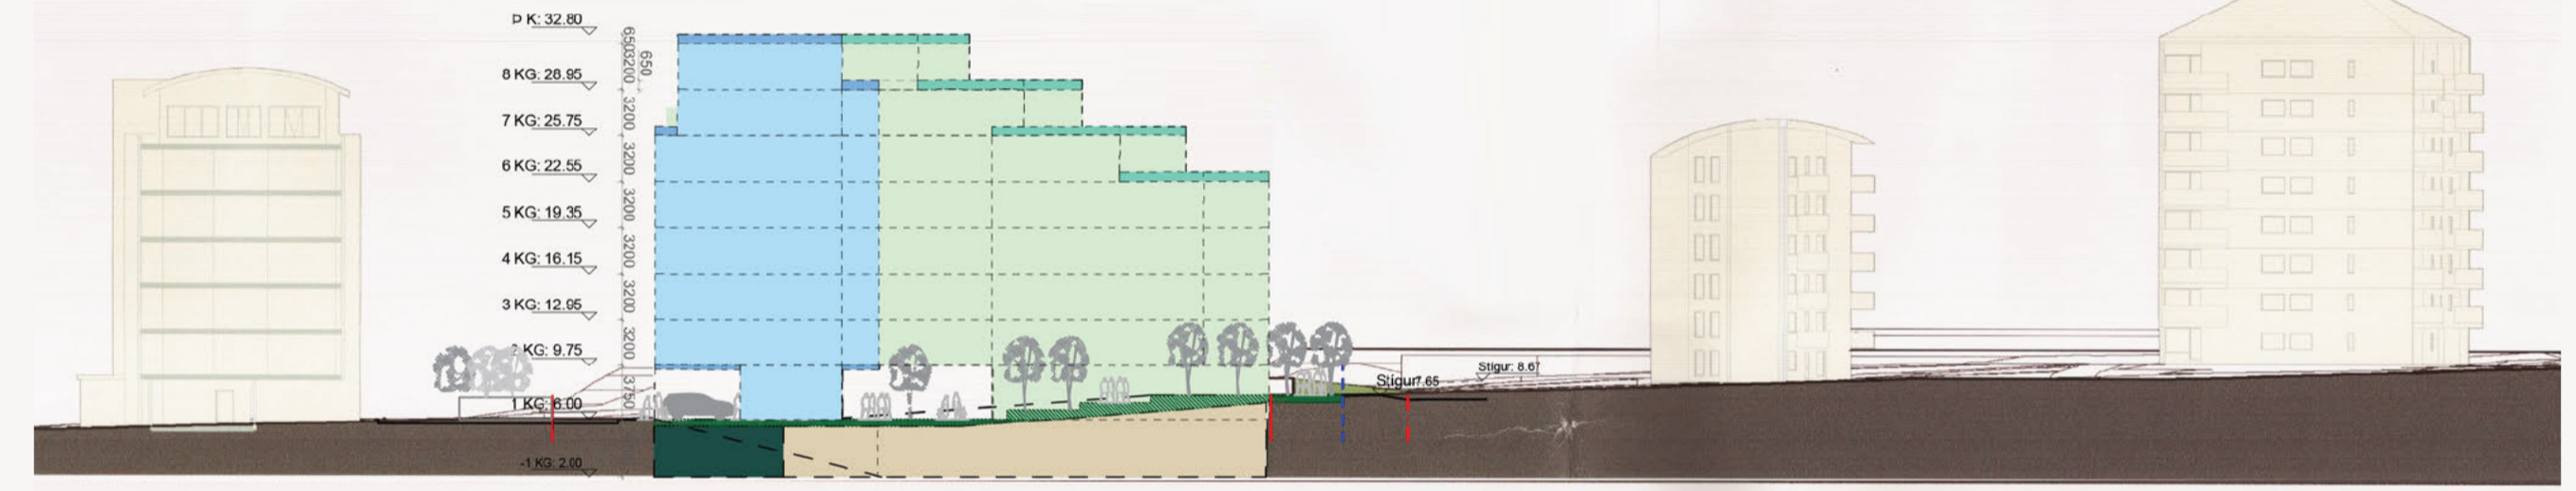 Þ K: 32.80
650
3200
650
8 KG: 28.95
3200
7 KG: 25.75
3200
6 KG: 22.55
3200
5 KG: 19.35
3200
4 KG: 16.15
3200
3 KG: 12.95
3200
KG: 9.75
3750
1 KG: 6.00
-1 KG: 2.00
Stigur: 8.67
Stigur7.65